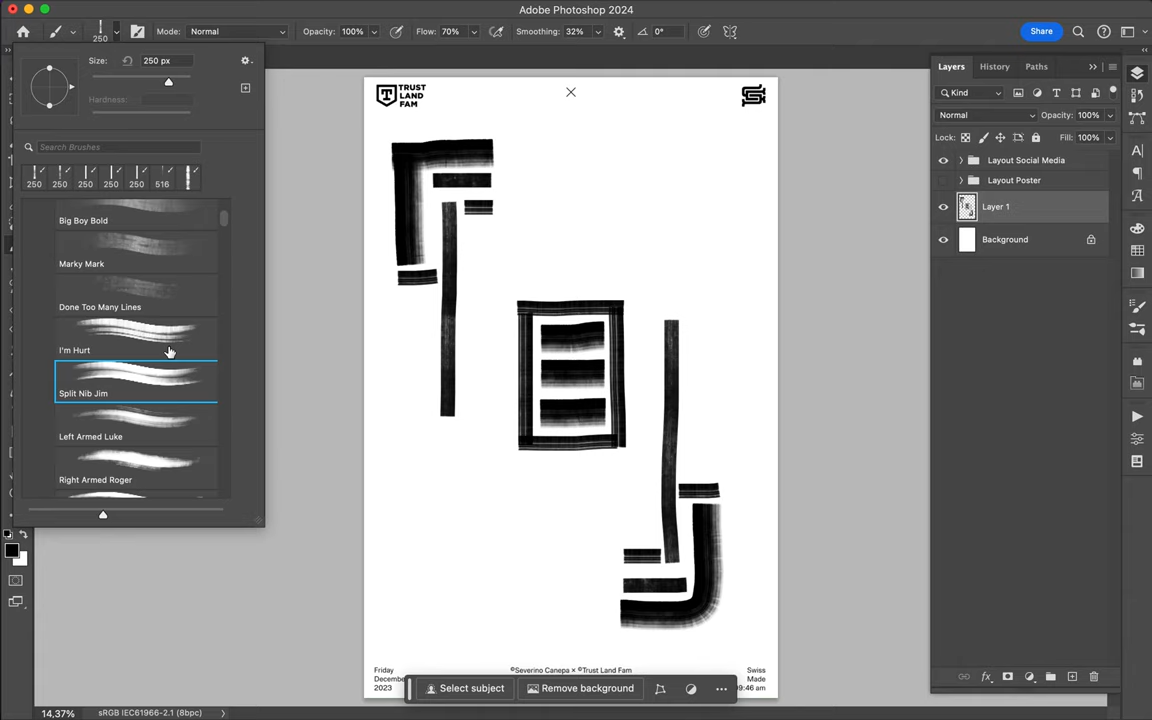 Adobe Photoshop 2024
250
Mode: Normal
Opacity: 100%
Flow: 70%
Smoothing: 32%
0°
Share
Size:
250 px
Hardness:
Search Brushes
250 250 250 250 250 516
Big Boy Bold
Marky Mark
Done Too Many Lines
I'm Hurt
Split Nib Jim
Left Armed Luke
Right Armed Roger
TRUST
LAND
FAM
Friday
Decembe
2023
©Severino Canepa × ©Trust Land Fam
Swiss
Made
09:46 am
Select subject
Remove background
Layers
History
Paths
Kind
Normal
Opacity: 100%
Lock:
Fill: 100%
Layout Social Media
Layout Poster
Layer 1
Background
14,37%
sRGB IEC61966-2.1 (8bpc)